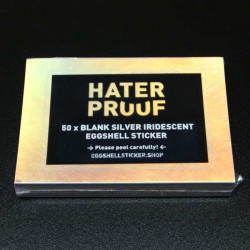 HATER
PRUUF
50 x BLANK SILVER IRIDESCENT
EGGSHELL STICKER
→ Please peel carefully! ←
EGGSHELLSTICKER.SHOP